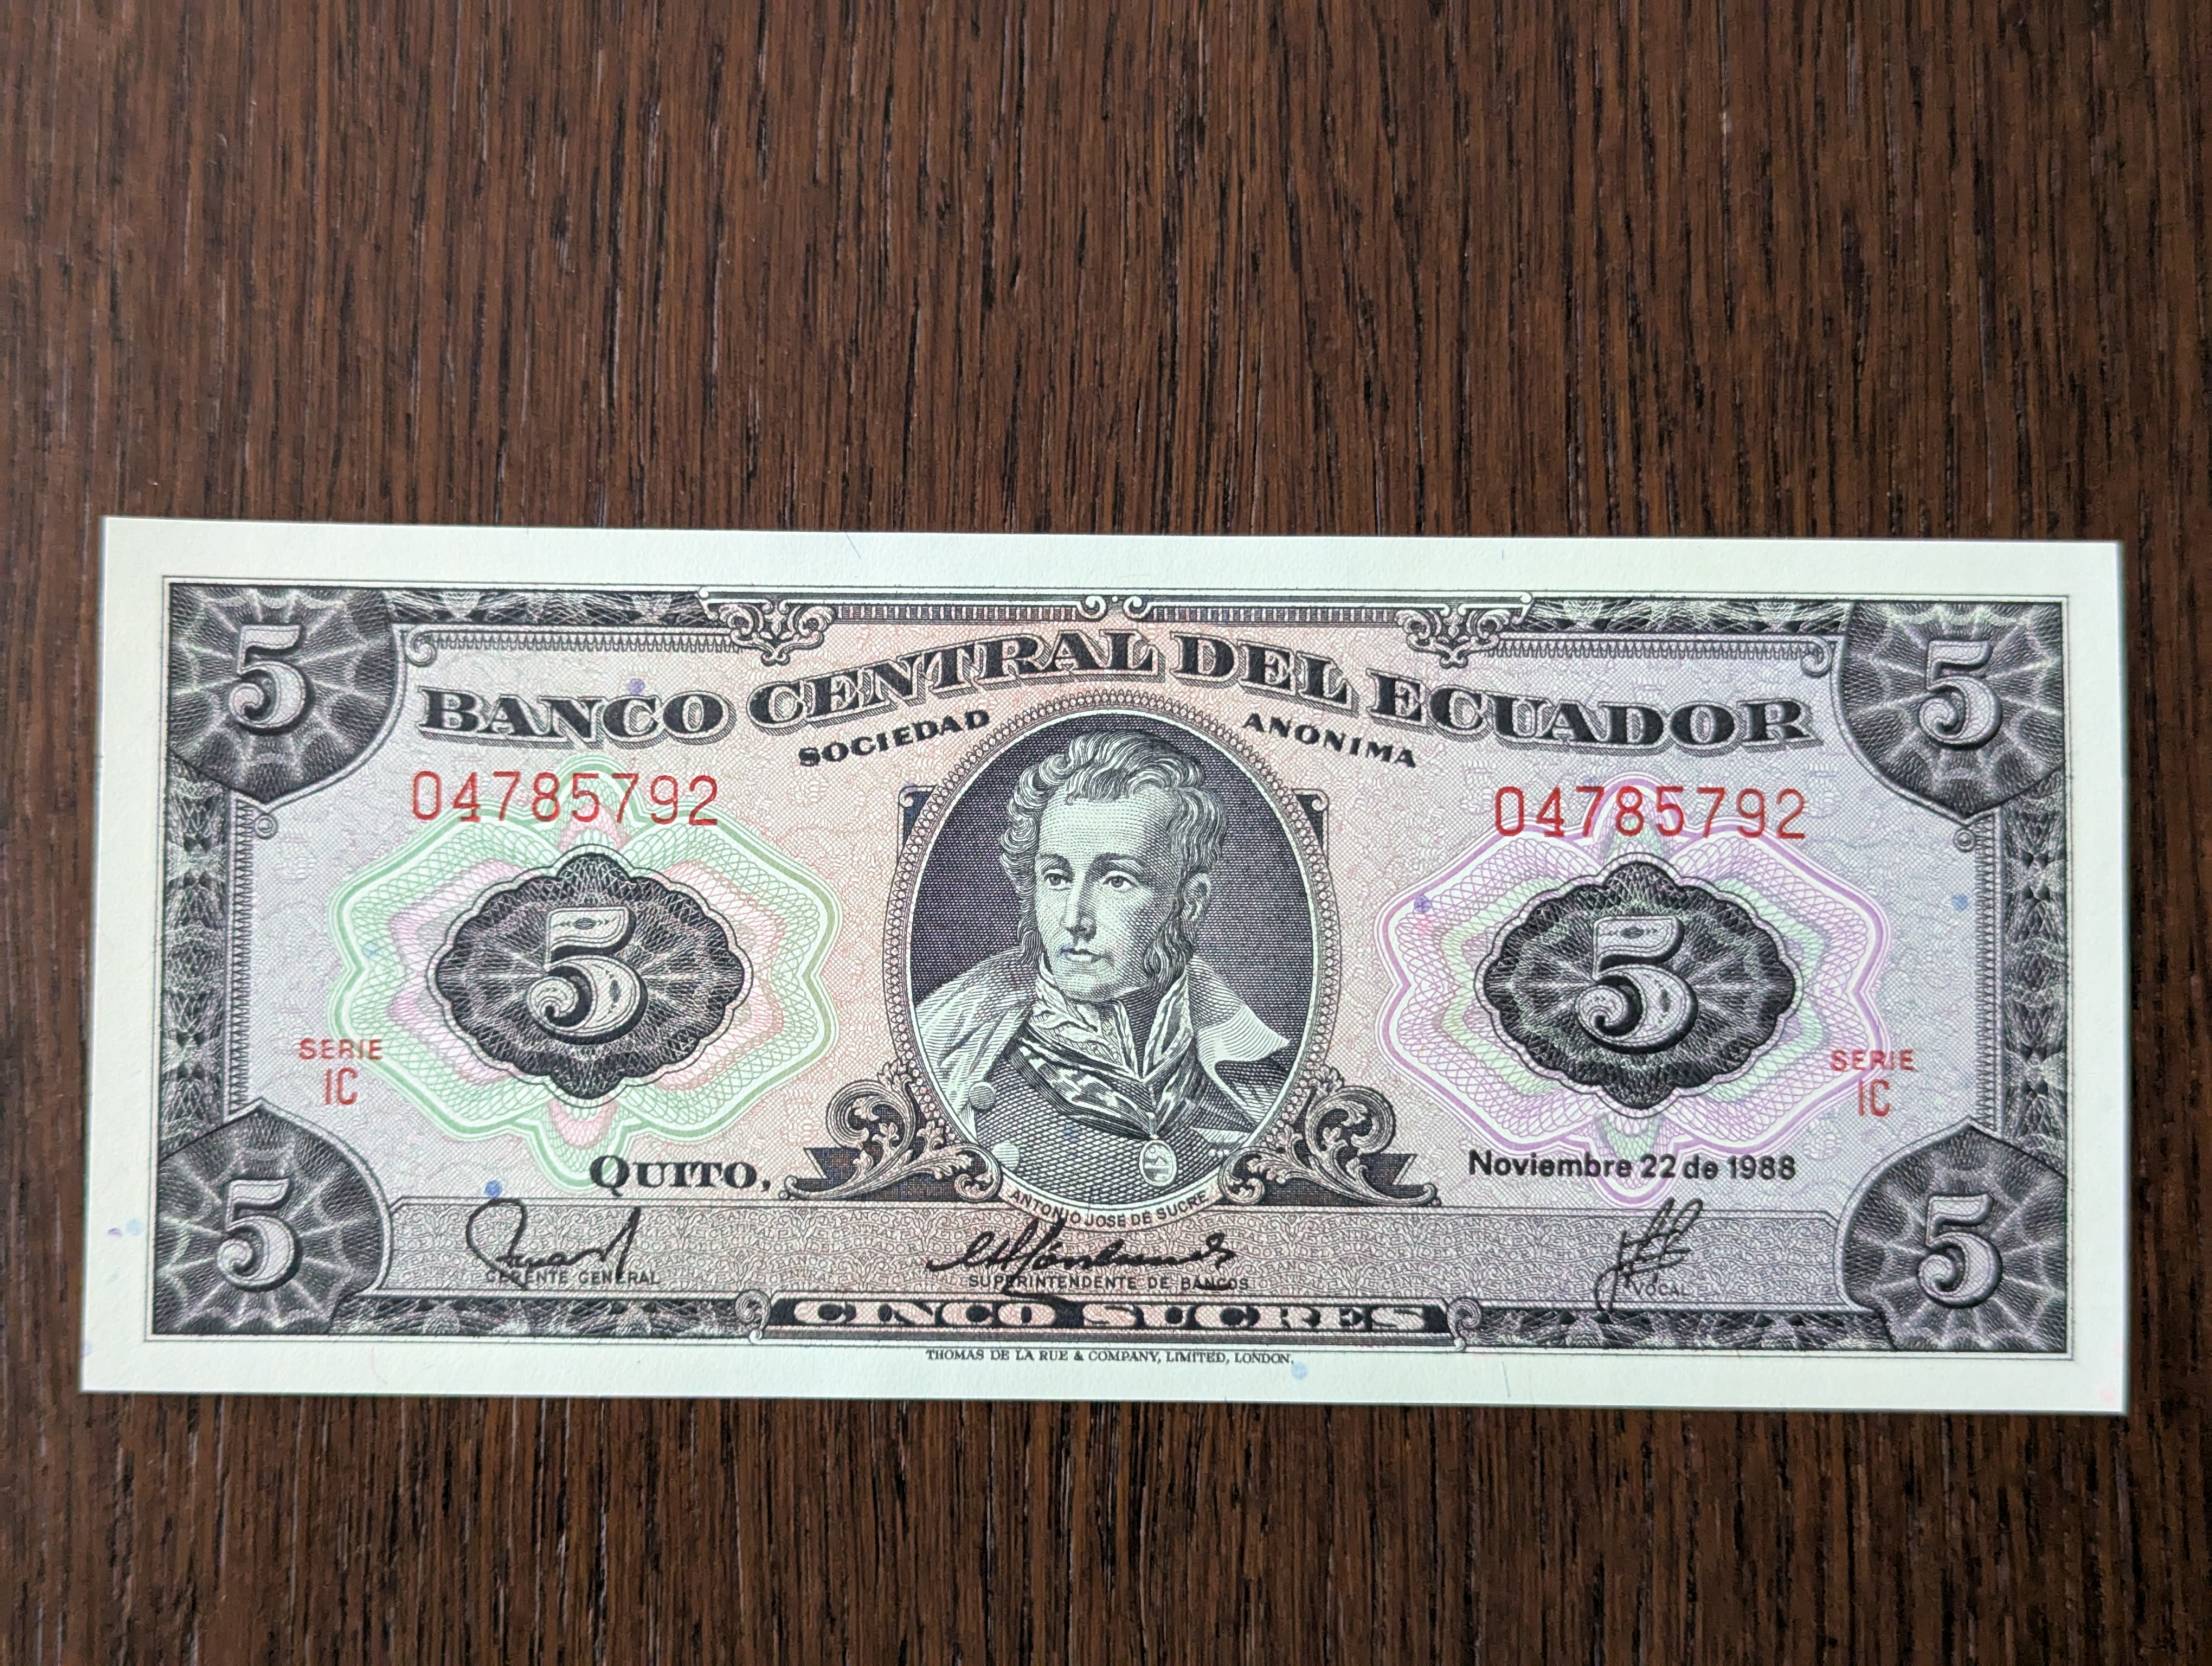 5 5
BANCO CENTRAL DEL ECUADOR
SOCIEDAD ANONIMA
04785792 04785792
5 5
SERIE SERIE
IC IC
QUITO, Noviembre 22 de 1988
ANTONIO JOSE DE SUCRE
GERENTE GENERAL SUPERINTENDENTE DE BANCOS VOCAL
5 5
CINCO SUCRES
THOMAS DE LA RUE & COMPANY, LIMITED, LONDON.